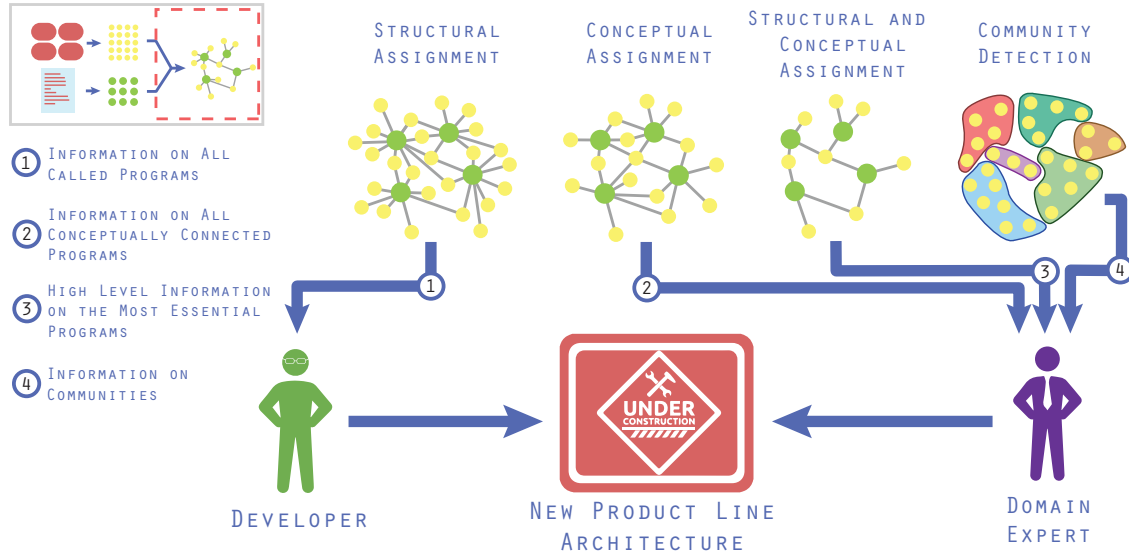 STRUCTURAL
ASSIGNMENT
CONCEPTUAL
ASSIGNMENT
STRUCTURAL AND
CONCEPTUAL
ASSIGNMENT
COMMUNITY
DETECTION
1 INFORMATION ON ALL
CALLED PROGRAMS
2 INFORMATION ON ALL
CONCEPTUALLY CONNECTED
PROGRAMS
3 HIGH LEVEL INFORMATION
ON THE MOST ESSENTIAL
PROGRAMS
4 INFORMATION ON
COMMUNITIES
1
2
3
4
UNDER
CONSTRUCTION
DEVELOPER
NEW PRODUCT LINE
ARCHITECTURE
DOMAIN
EXPERT